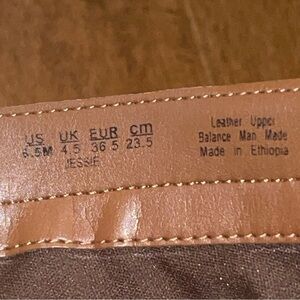 US UK EUR cm
6.5M 4.5 36 5 23.5
JESSIE
Leather Upper
Balance Man Made
Made in Ethiopia